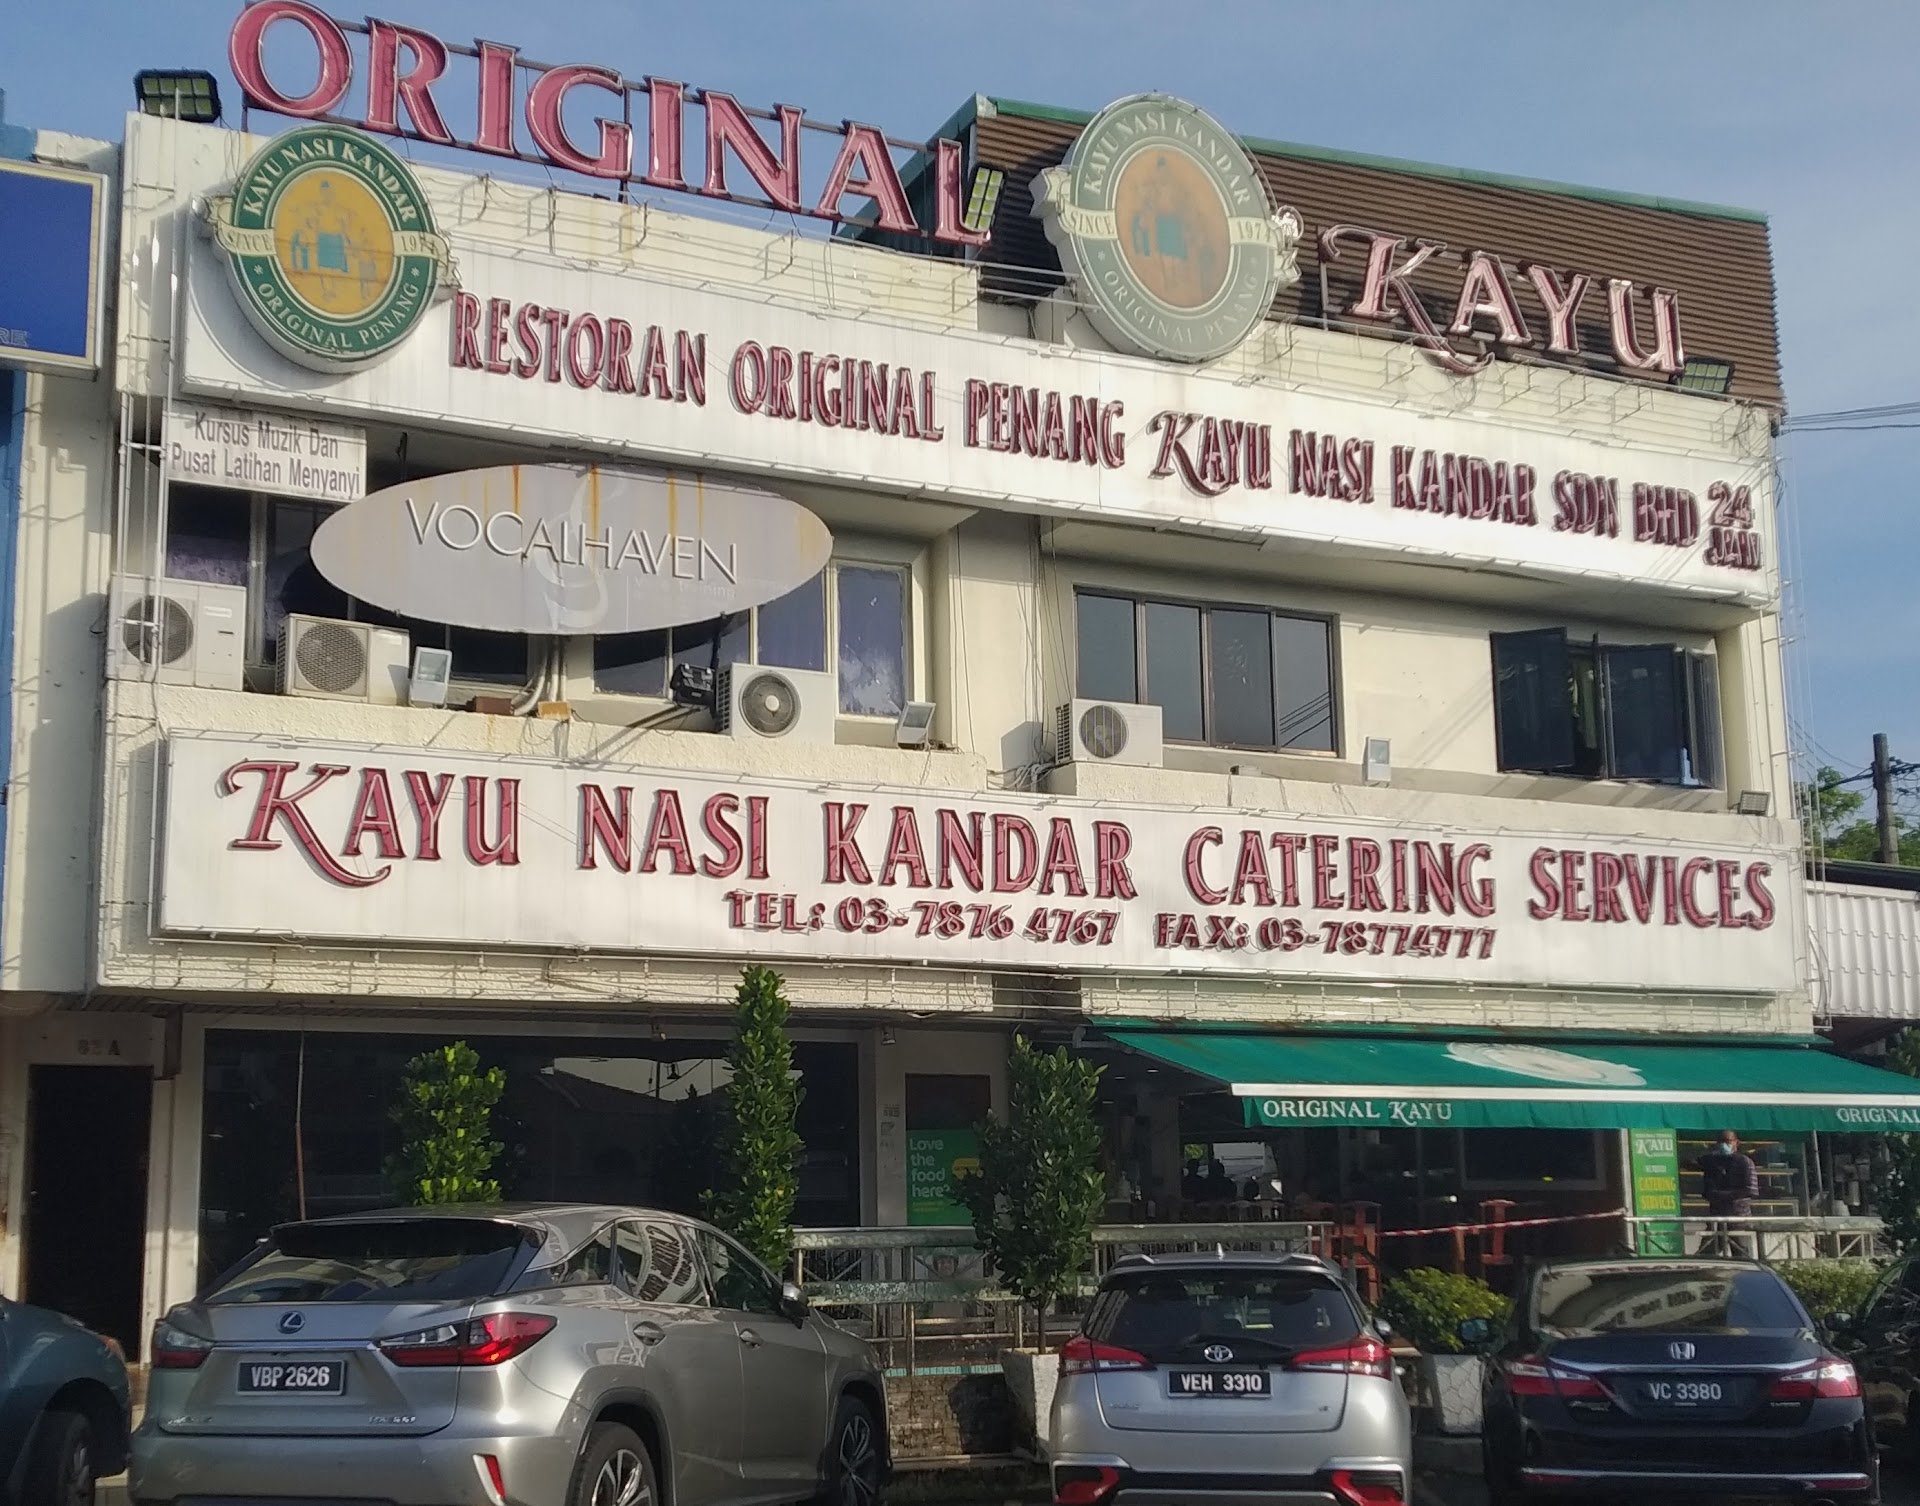 ORIGINAL
KAYU
KAYU NASI KANDAR
SINCE 1974
* ORIGINAL PENANG *
KAYU NASI KANDAR
SINCE 197
* ORIGINAL PENANG *
RESTORAN ORIGINAL PENANG KAYU NASI KANDAR SDN BHD 24 JAM
Kursus Muzik Dan
Pusat Latihan Menyanyi
VOCALHAVEN
KAYU NASI KANDAR CATERING SERVICES
TEL: 03-7876 4767 FAX: 03-78774777
83 A
ORIGINAL KAYU
ORIGINAL
Love
the
food
here?
KAYU
CATERING
SERVICES
VBP 2626
VEH 3310
VC 3380